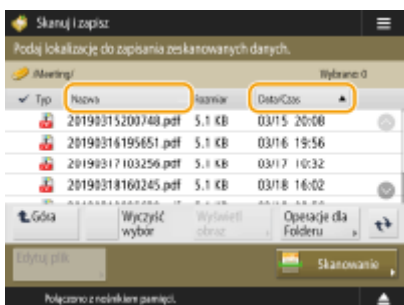 Skanuj i zapisz
Podaj lokalizację do zapisania zeskanowanych danych.
/Meeting/ Wybrane: 0
Typ Nazwa Rozmiar Data/Czas
20190315200748.pdf 5.1 KB 03/15 20:08
20190316195651.pdf 5.1 KB 03/16 19:56
20190317103256.pdf 5.1 KB 03/17 10:32
20190318160245.pdf 5.1 KB 03/18 16:02
Góra Wyczyść wybór Wyświetl obraz Operacje dla Folderu
Edytuj plik Skanowanie
Połączono z nośnikiem pamięci.